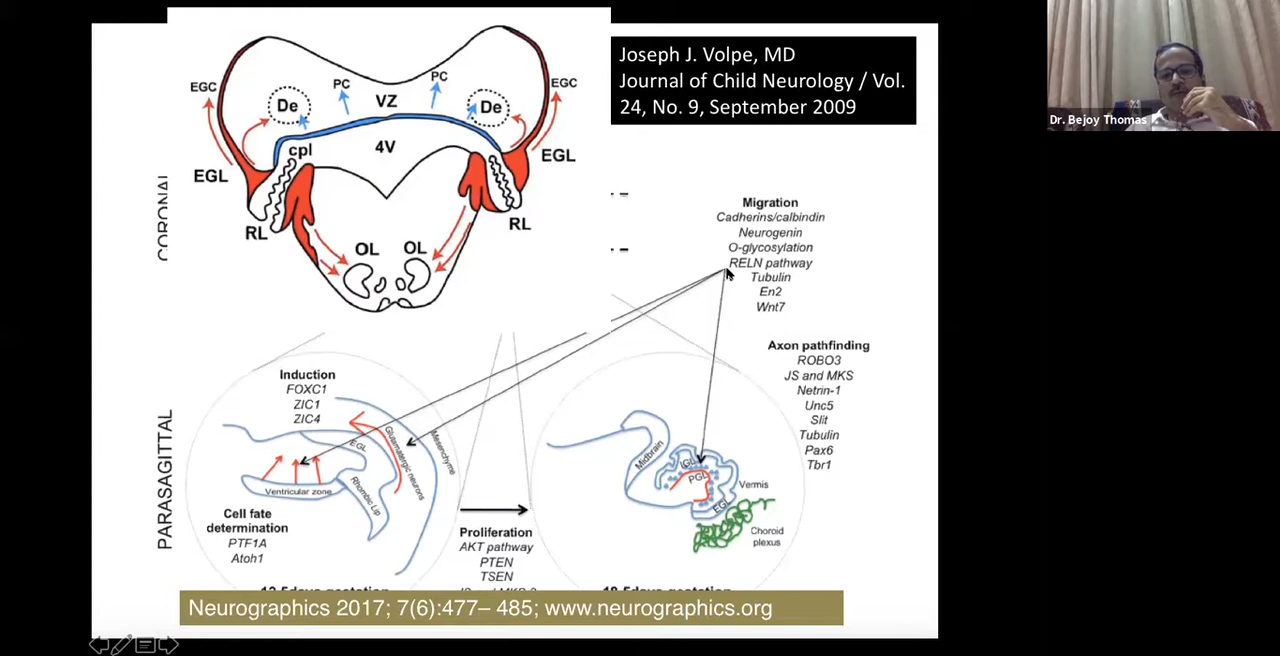 Joseph J. Volpe, MD
Journal of Child Neurology / Vol.
24, No. 9, September 2009
Dr. Bejoy Thomas
EGC
PC
PC
EGC
De
VZ
De
cpl
4V
EGL
EGL
RL
RL
OL
OL
CORONAL
Migration
Cadherins/calbindin
Neurogenin
O-glycosylation
RELN pathway
Tubulin
En2
Wnt7
Axon pathfinding
ROBO3
JS and MKS
Netrin-1
Unc5
Slit
Tubulin
Pax6
Tbr1
PARASAGITTAL
Induction
FOXC1
ZIC1
ZIC4
EGL
Glutamatergic neurons
Mesenchyme
Ventricular zone
Rhombic Lip
Cell fate
determination
PTF1A
Atoh1
Proliferation
AKT pathway
PTEN
TSEN
Midbrain
IGL
PGL
EGL
Vermis
Choroid
plexus
Neurographics 2017; 7(6):477– 485; www.neurographics.org